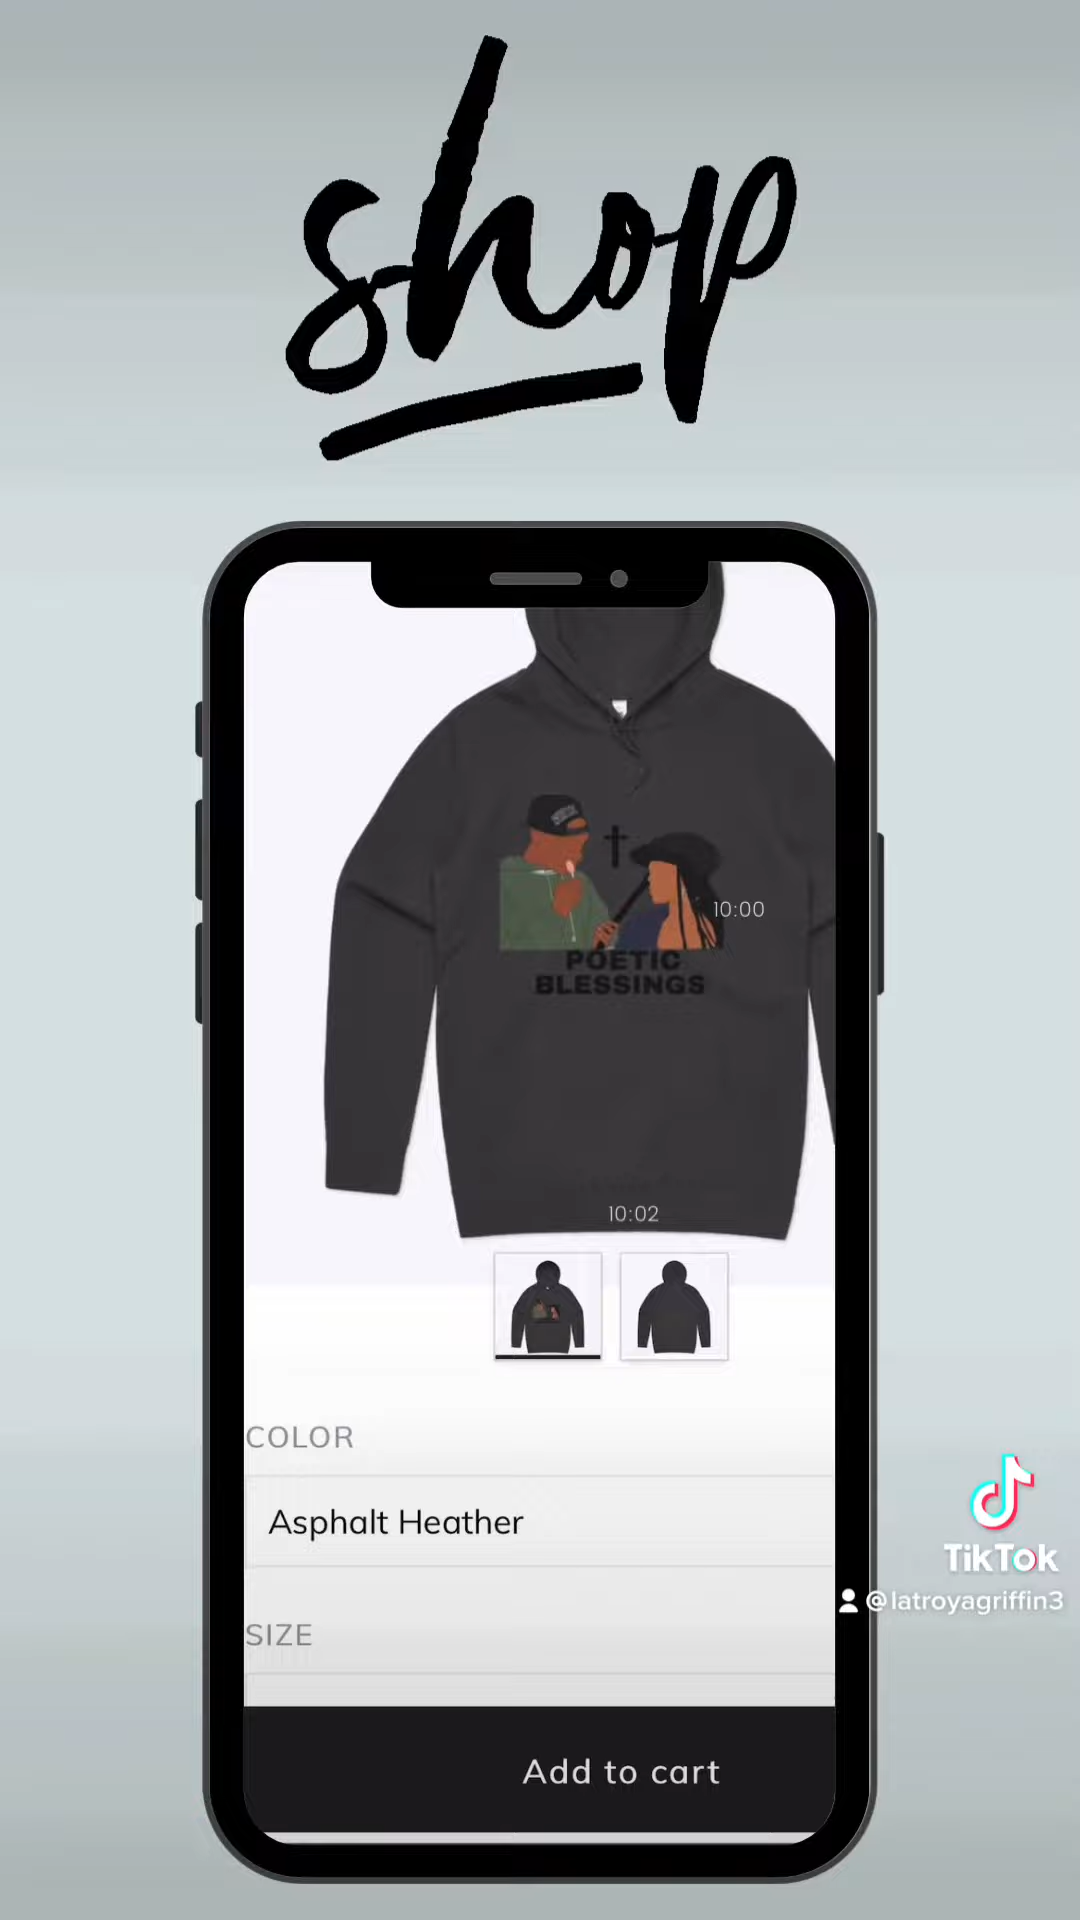 shop
10:00
POETIC
BLESSINGS
10:02
COLOR
Asphalt Heather
SIZE
Add to cart
TikTok
@latroyagriffin3